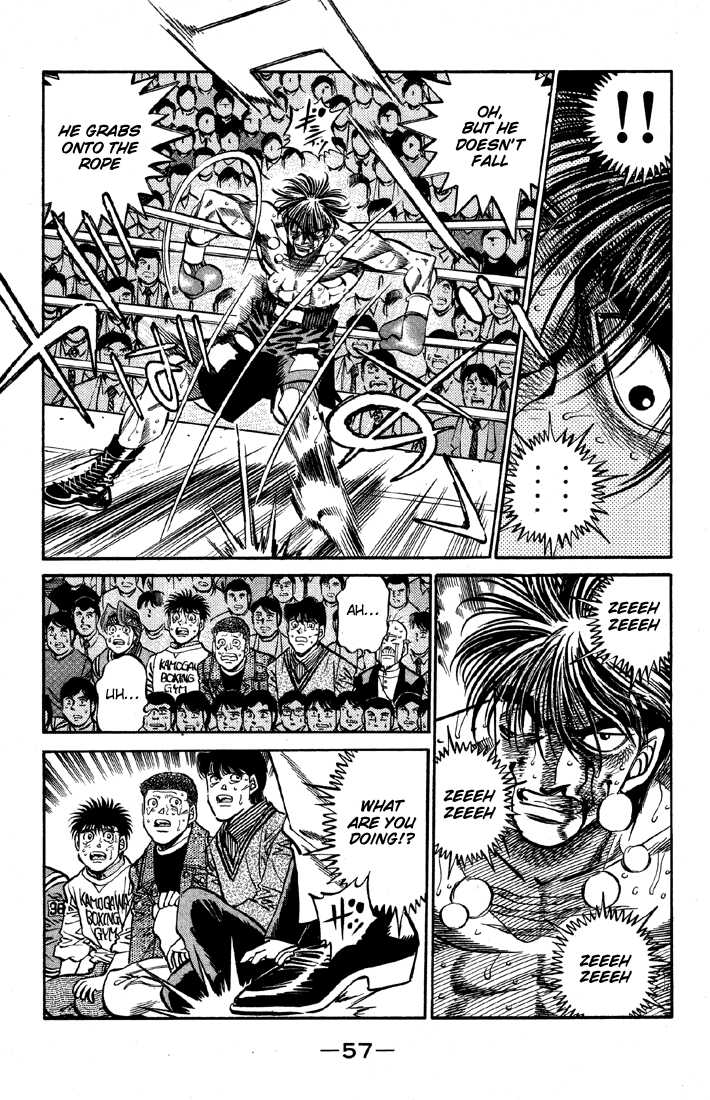 !!
OH,
BUT HE
DOESN'T
FALL
HE GRABS
ONTO THE
ROPE
ZEEEH
ZEEEH
ZEEEH
ZEEEH
ZEEEH
ZEEEH
AH...
UH...
KAMOGAWA
BOXING
GYM
WHAT
ARE YOU
DOING!?
KAMOGAWA
BOXING
GYM
—57—